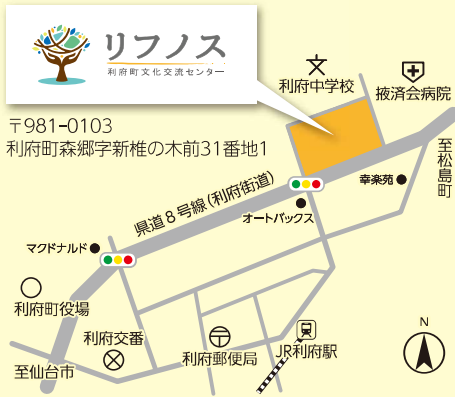 リフノス
利府町文化交流センター
〒981-0103
利府町森郷字新椎の木前31番地1
利府中学校
掖済会病院
至松島町
幸楽苑
県道8号線(利府街道)
オートバックス
マクドナルド
利府町役場
利府交番
利府郵便局
JR利府駅
至仙台市
N